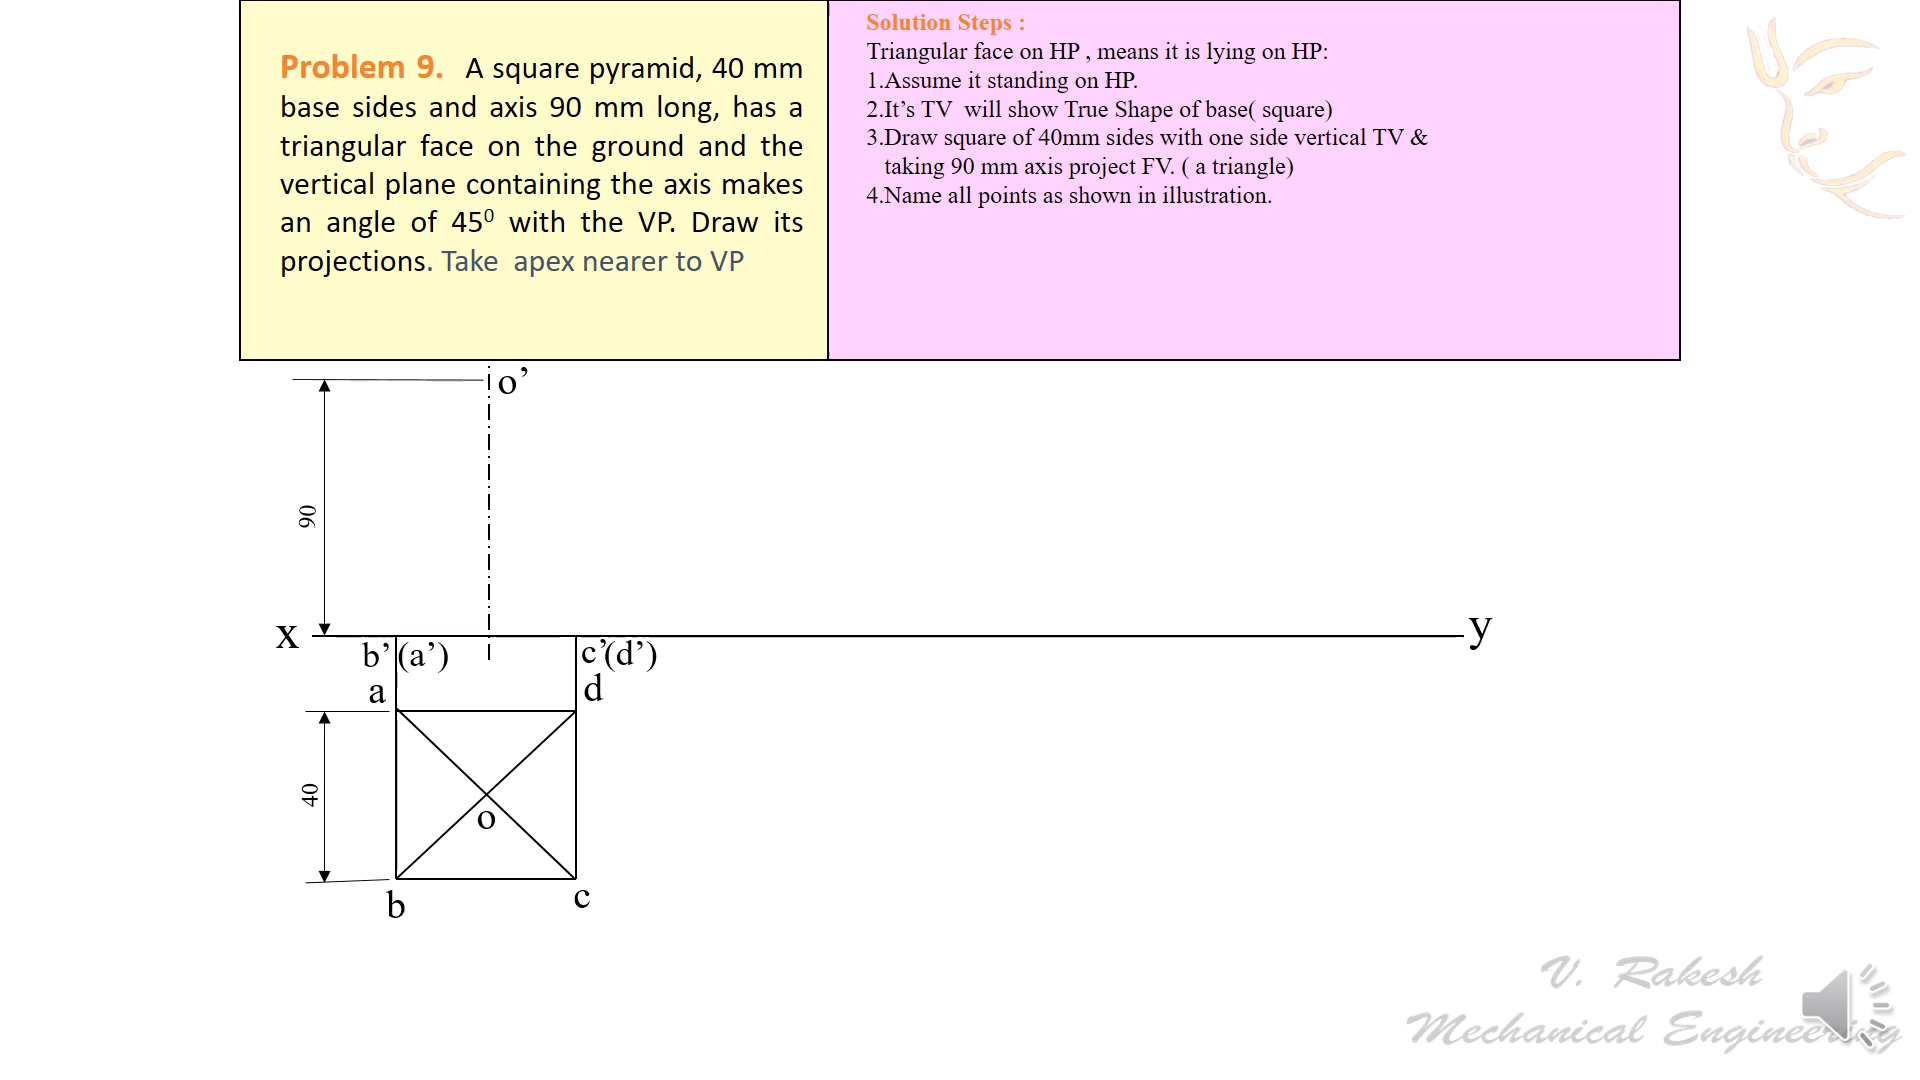 Problem 9. A square pyramid, 40 mm
base sides and axis 90 mm long, has a
triangular face on the ground and the
vertical plane containing the axis makes
an angle of 45⁰ with the VP. Draw its
projections. Take apex nearer to VP
Solution Steps :
Triangular face on HP , means it is lying on HP:
1.Assume it standing on HP.
2.It’s TV will show True Shape of base( square)
3.Draw square of 40mm sides with one side vertical TV &
taking 90 mm axis project FV. ( a triangle)
4.Name all points as shown in illustration.
o’
90
x
y
b’ (a’)
c’(d’)
a
d
40
o
b
c
V. Rakesh
Mechanical Engineering